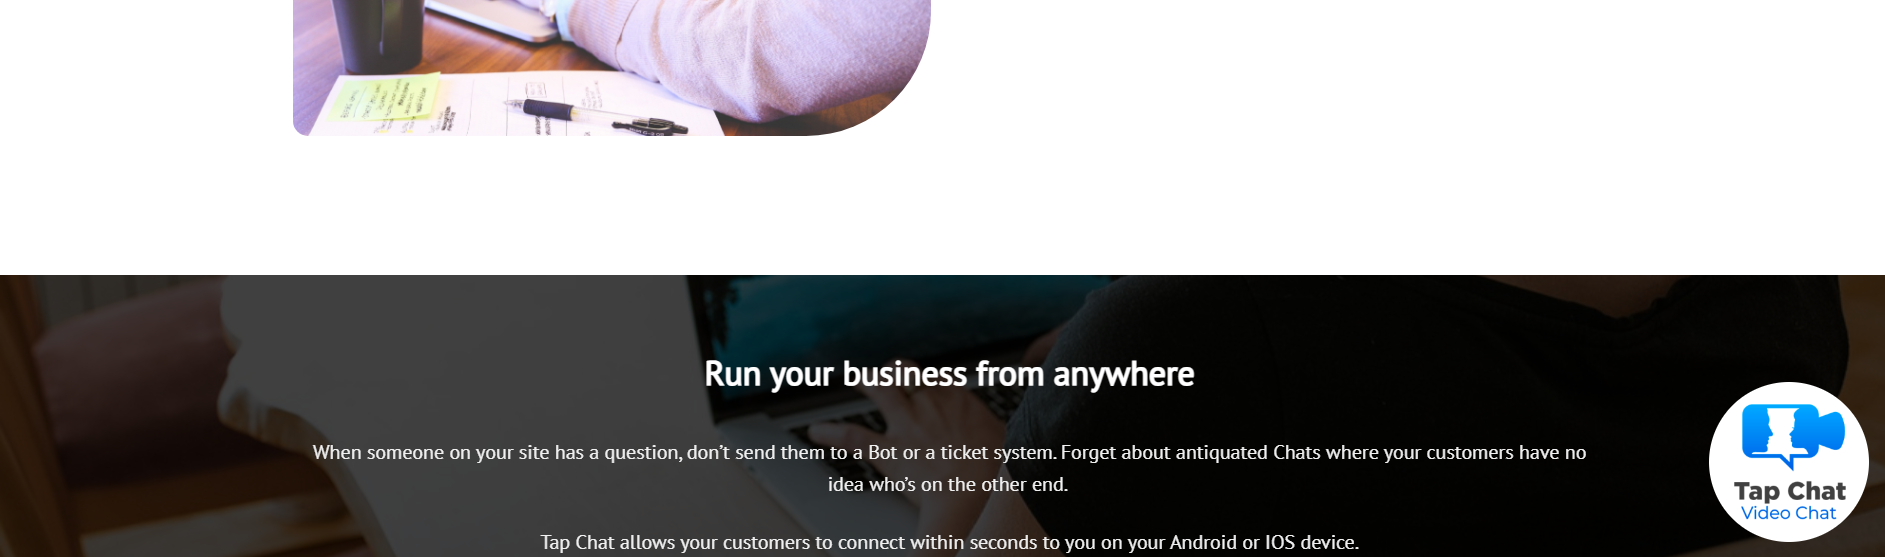 Run your business from anywhere
When someone on your site has a question, don’t send them to a Bot or a ticket system. Forget about antiquated Chats where your customers have no
idea who’s on the other end.
Tap Chat
Video Chat
Tap Chat allows your customers to connect within seconds to you on your Android or IOS device.